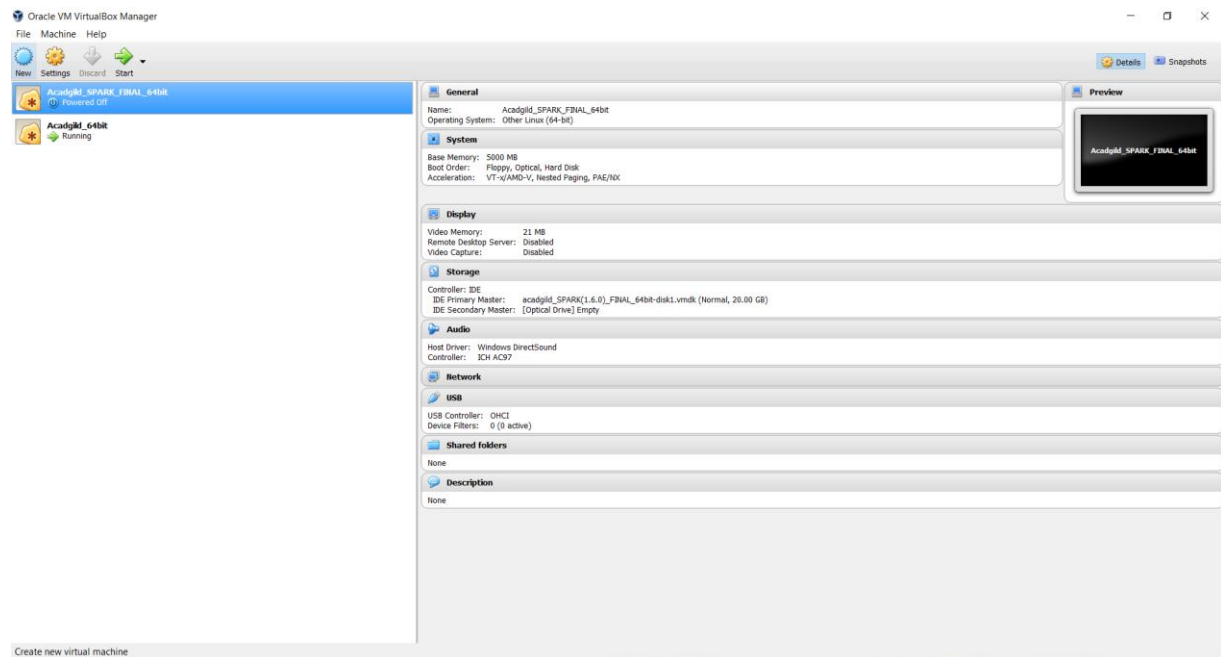 Oracle VM VirtualBox Manager
File Machine Help
New Settings Discard Start
Details Snapshots
Acadgild_SPARK_FINAL_64bit
Powered Off
Acadgild_64bit
Running
General
Name: Acadgild_SPARK_FINAL_64bit
Operating System: Other Linux (64-bit)
System
Base Memory: 5000 MB
Boot Order: Floppy, Optical, Hard Disk
Acceleration: VT-x/AMD-V, Nested Paging, PAE/NX
Preview
Acadgild_SPARK_FINAL_64bit
Display
Video Memory: 21 MB
Remote Desktop Server: Disabled
Video Capture: Disabled
Storage
Controller: IDE
IDE Primary Master: acadgild_SPARK(1.6.0)_FINAL_64bit-disk1.vmdk (Normal, 20.00 GB)
IDE Secondary Master: [Optical Drive] Empty
Audio
Host Driver: Windows DirectSound
Controller: ICH AC97
Network
USB
USB Controller: OHCI
Device Filters: 0 (0 active)
Shared folders
None
Description
None
Create new virtual machine